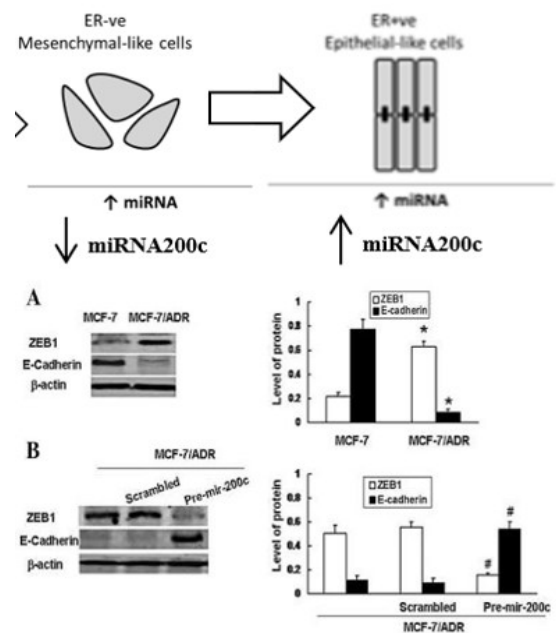 ER-ve
Mesenchymal-like cells
ER+ve
Epithelial-like cells
↑ miRNA
↑ miRNA
↓ miRNA200c
↑ miRNA200c
A
MCF-7 MCF-7/ADR
ZEB1
E-Cadherin
β-actin
Level of protein
1
0.8
0.6
0.4
0.2
0
ZEB1
E-cadherin
*
*
MCF-7 MCF-7/ADR
B
MCF-7/ADR
Scrambled
Pre-mir-200c
ZEB1
E-Cadherin
β-actin
Level of protein
0.8
0.6
0.4
0.2
0
ZEB1
E-cadherin
#
#
Scrambled Pre-mir-200c
MCF-7/ADR